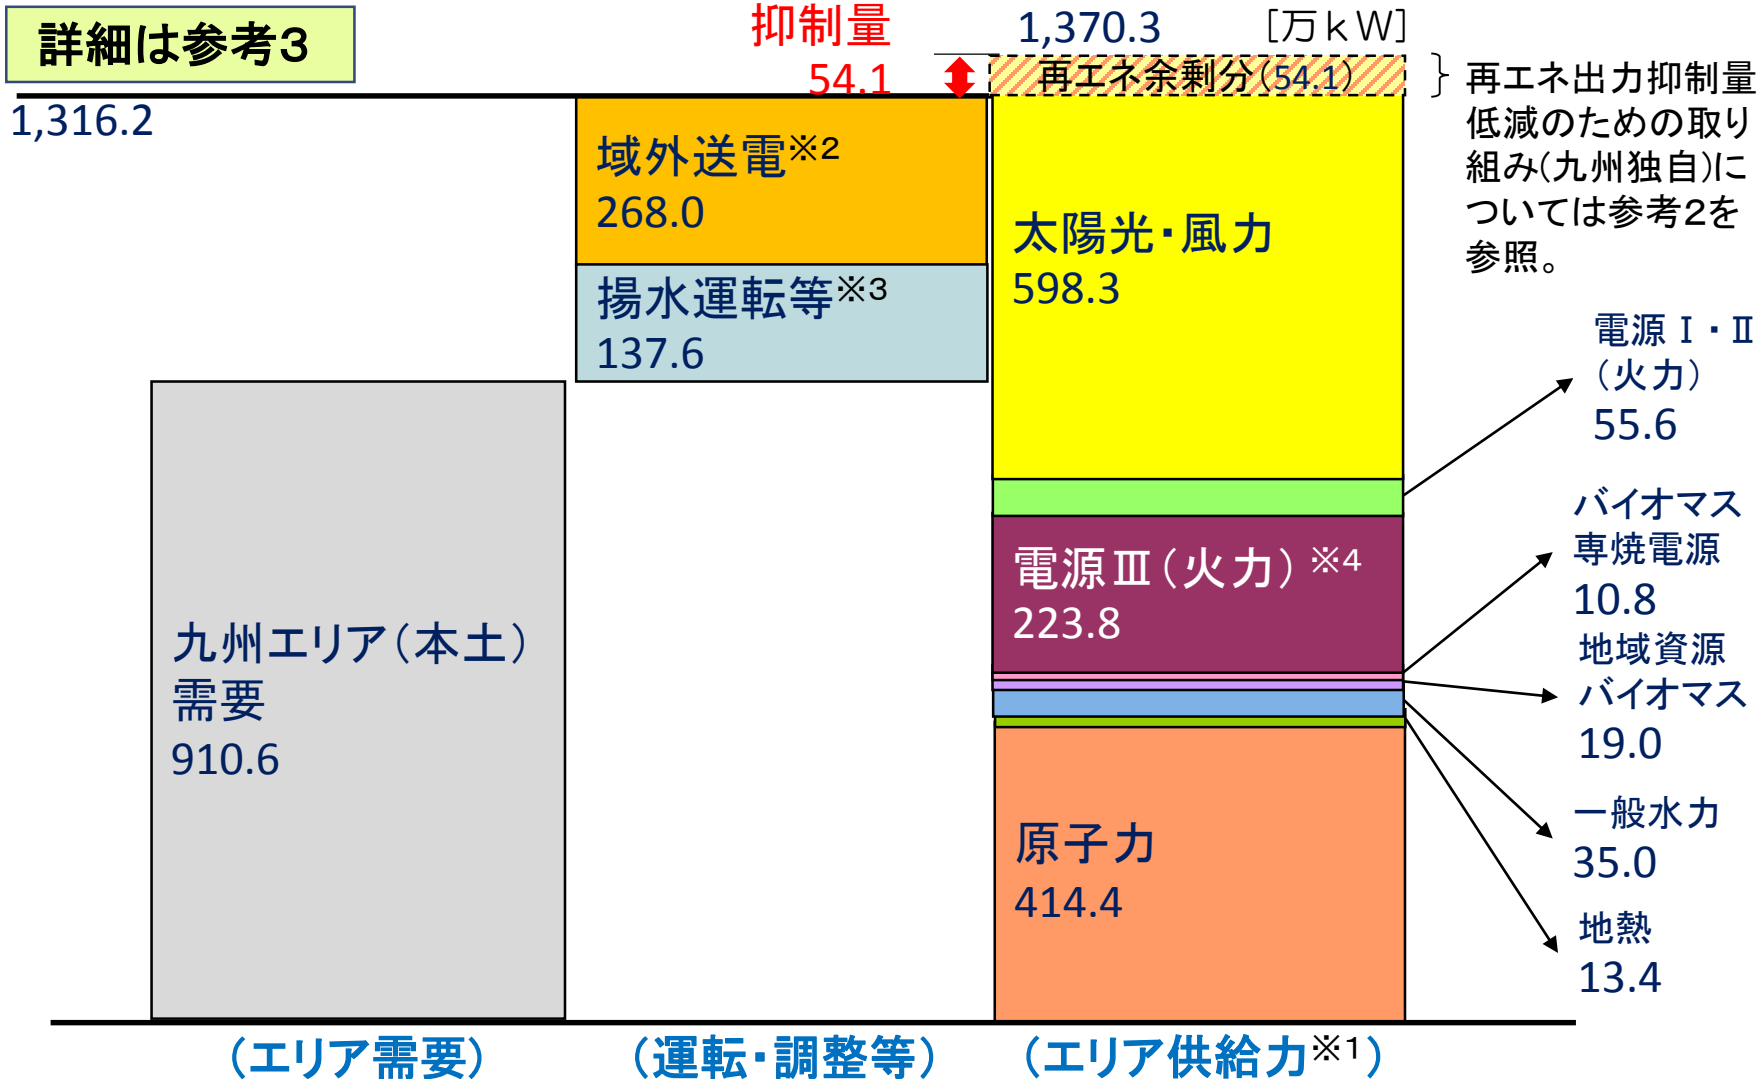 詳細は参考3
抑制量
54.1
1,370.3
[万kW]
1,316.2
再エネ余剰分(54.1)
}
再エネ出力抑制量
低減のための取り
組み(九州独自)に
ついては参考2を
参照。
域外送電※2
268.0
揚水運転等※3
137.6
太陽光・風力
598.3
電源Ⅰ・Ⅱ
(火力)
55.6
電源Ⅲ(火力)※4
223.8
バイオマス
専焼電源
10.8
地域資源
バイオマス
19.0
一般水力
35.0
地熱
13.4
九州エリア(本土)
需要
910.6
原子力
414.4
(エリア需要)
(運転・調整等)
(エリア供給力※1)